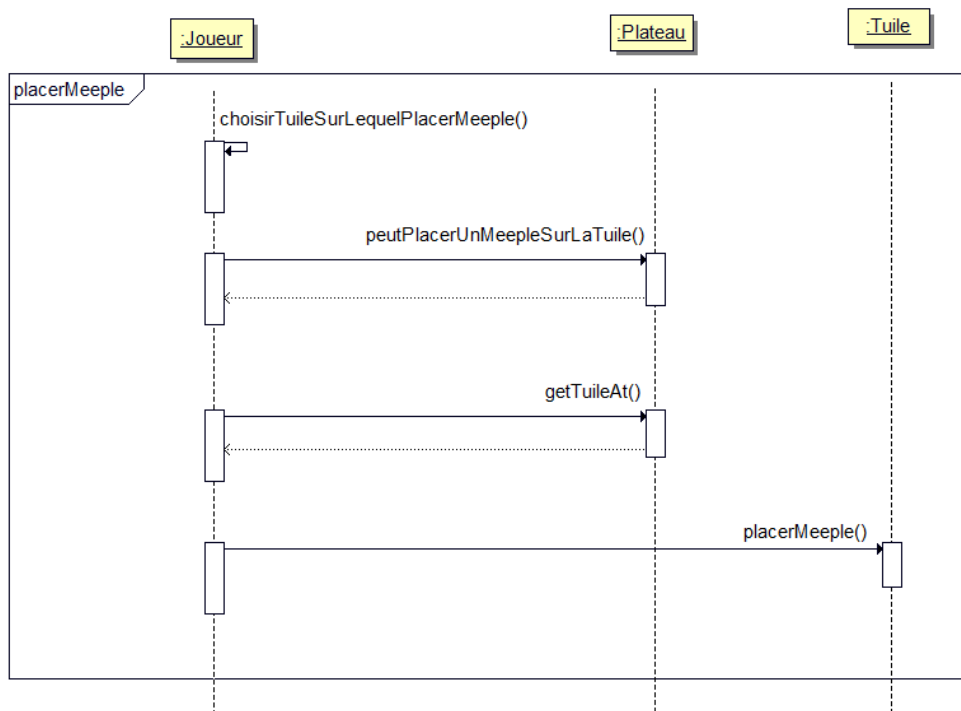 :Joueur
:Plateau
:Tuile
placerMeeple
choisirTuileSurLequelPlacerMeeple()
peutPlacerUnMeepleSurLaTuile()
getTuileAt()
placerMeeple()